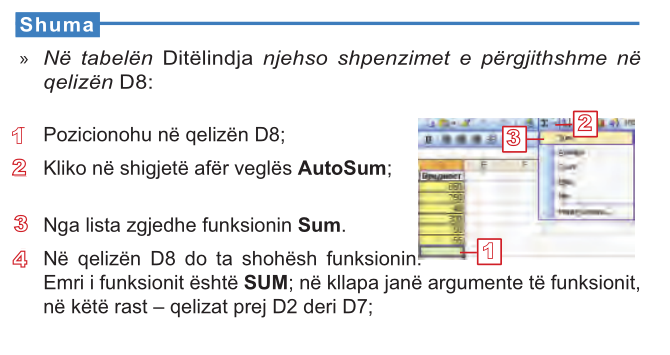 Shuma
» Në tabelën Ditëlindja njehso shpenzimet e përgjithshme në
qelizën D8:
1 Pozicionohu në qelizën D8;
2 Kliko në shigjetë afër veglës AutoSum;
3 Nga lista zgjedhe funksionin Sum.
4 Në qelizën D8 do ta shohësh funksionin.
Emri i funksionit është SUM; në kllapa janë argumente të funksionit,
në këtë rast – qelizat prej D2 deri D7;
2
3
1